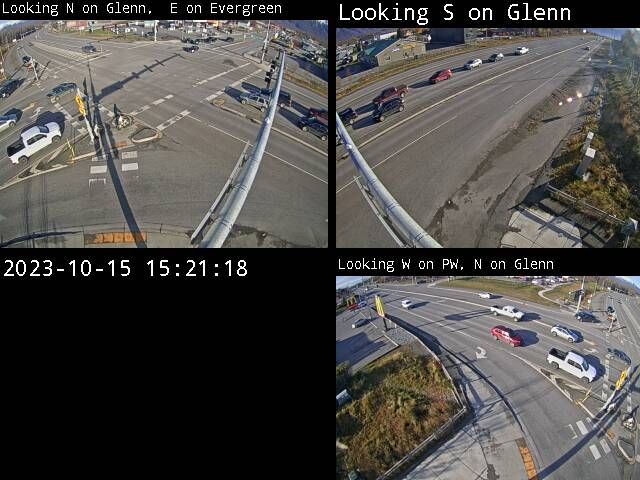 Looking N on Glenn,  E on Evergreen
Looking S on Glenn
2023-10-15 15:21:18
Looking W on PW, N on Glenn